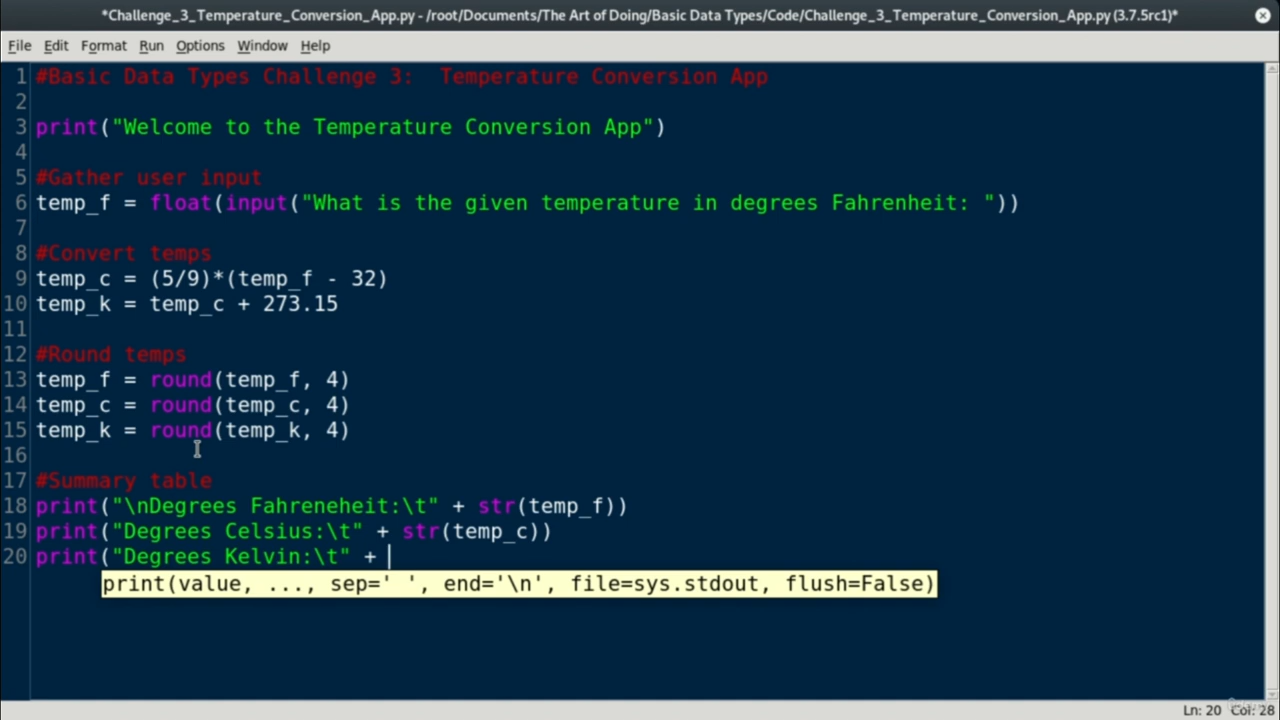 *Challenge_3_Temperature_Conversion_App.py - /root/Documents/The Art of Doing/Basic Data Types/Code/Challenge_3_Temperature_Conversion_App.py (3.7.5rc1)*
File Edit Format Run Options Window Help
1 #Basic Data Types Challenge 3:  Temperature Conversion App
2
3 print("Welcome to the Temperature Conversion App")
4
5 #Gather user input
6 temp_f = float(input("What is the given temperature in degrees Fahrenheit: "))
7
8 #Convert temps
9 temp_c = (5/9)*(temp_f - 32)
10 temp_k = temp_c + 273.15
11
12 #Round temps
13 temp_f = round(temp_f, 4)
14 temp_c = round(temp_c, 4)
15 temp_k = round(temp_k, 4)
16
17 #Summary table
18 print("\nDegrees Fahreneheit:\t" + str(temp_f))
19 print("Degrees Celsius:\t" + str(temp_c))
20 print("Degrees Kelvin:\t" +
print(value, ..., sep=' ', end='\n', file=sys.stdout, flush=False)
Ln: 20 Col: 28